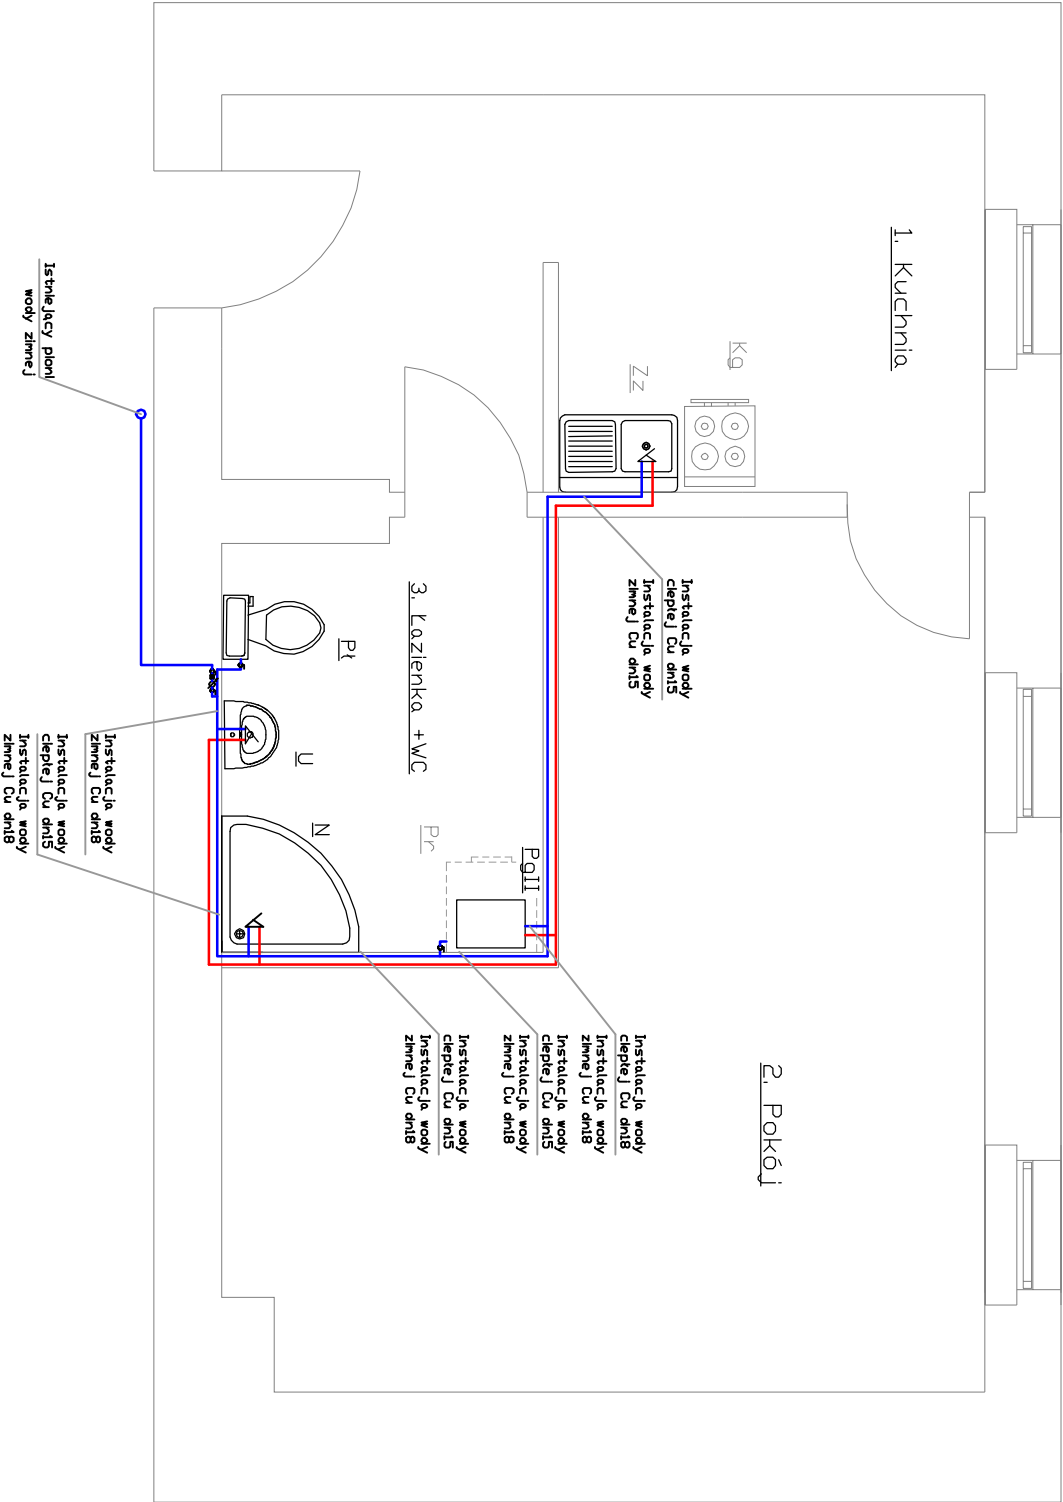 1. Kuchnia
Kg
Zz
Istniejący pioni
wody zimnej
Instalacja wody
ciepłej Cu dn15
Instalacja wody
zimnej Cu dn15
3. Łazienka +WC
Pł
U
N
Pr
PgII
Instalacja wody
zimnej Cu dn18
Instalacja wody
ciepłej Cu dn15
Instalacja wody
zimnej Cu dn18
2. Pokój
Instalacja wody
ciepłej Cu dn18
Instalacja wody
zimnej Cu dn18
Instalacja wody
ciepłej Cu dn15
Instalacja wody
zimnej Cu dn18
Instalacja wody
ciepłej Cu dn15
Instalacja wody
zimnej Cu dn18